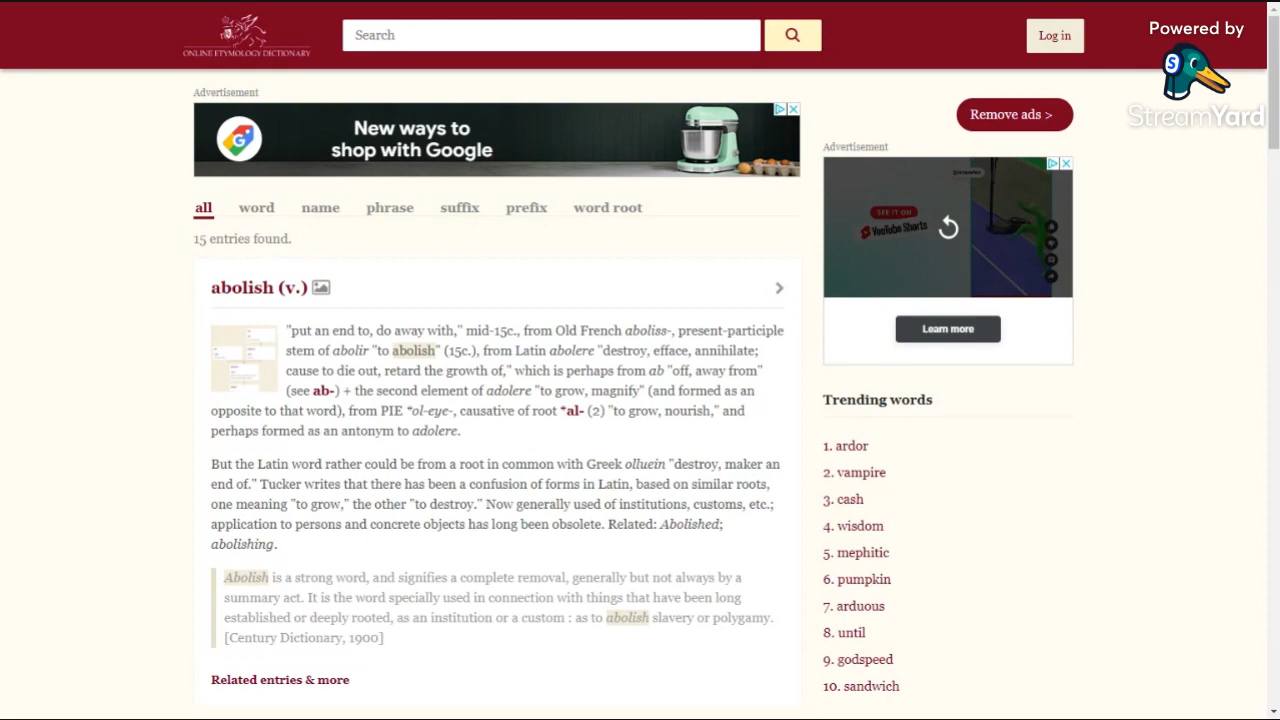 ONLINE ETYMOLOGY DICTIONARY
Search
Log in
Powered by
StreamYard
Advertisement
New ways to
shop with Google
Remove ads >
Advertisement
SEE IT ON
YouTube Shorts
Learn more
all word name phrase suffix prefix word root
15 entries found.
abolish (v.)
"put an end to, do away with," mid-15c., from Old French aboliss-, present-participle
stem of abolir "to abolish" (15c.), from Latin abolere "destroy, efface, annihilate;
cause to die out, retard the growth of," which is perhaps from ab "off, away from"
(see ab-) + the second element of adolere "to grow, magnify" (and formed as an
opposite to that word), from PIE *ol-eye-, causative of root *al- (2) "to grow, nourish," and
perhaps formed as an antonym to adolere.
But the Latin word rather could be from a root in common with Greek olluein "destroy, maker an
end of." Tucker writes that there has been a confusion of forms in Latin, based on similar roots,
one meaning "to grow," the other "to destroy." Now generally used of institutions, customs, etc.;
application to persons and concrete objects has long been obsolete. Related: Abolished;
abolishing.
Abolish is a strong word, and signifies a complete removal, generally but not always by a
summary act. It is the word specially used in connection with things that have been long
established or deeply rooted, as an institution or a custom : as to abolish slavery or polygamy.
[Century Dictionary, 1900]
Related entries & more
Trending words
1. ardor
2. vampire
3. cash
4. wisdom
5. mephitic
6. pumpkin
7. arduous
8. until
9. godspeed
10. sandwich